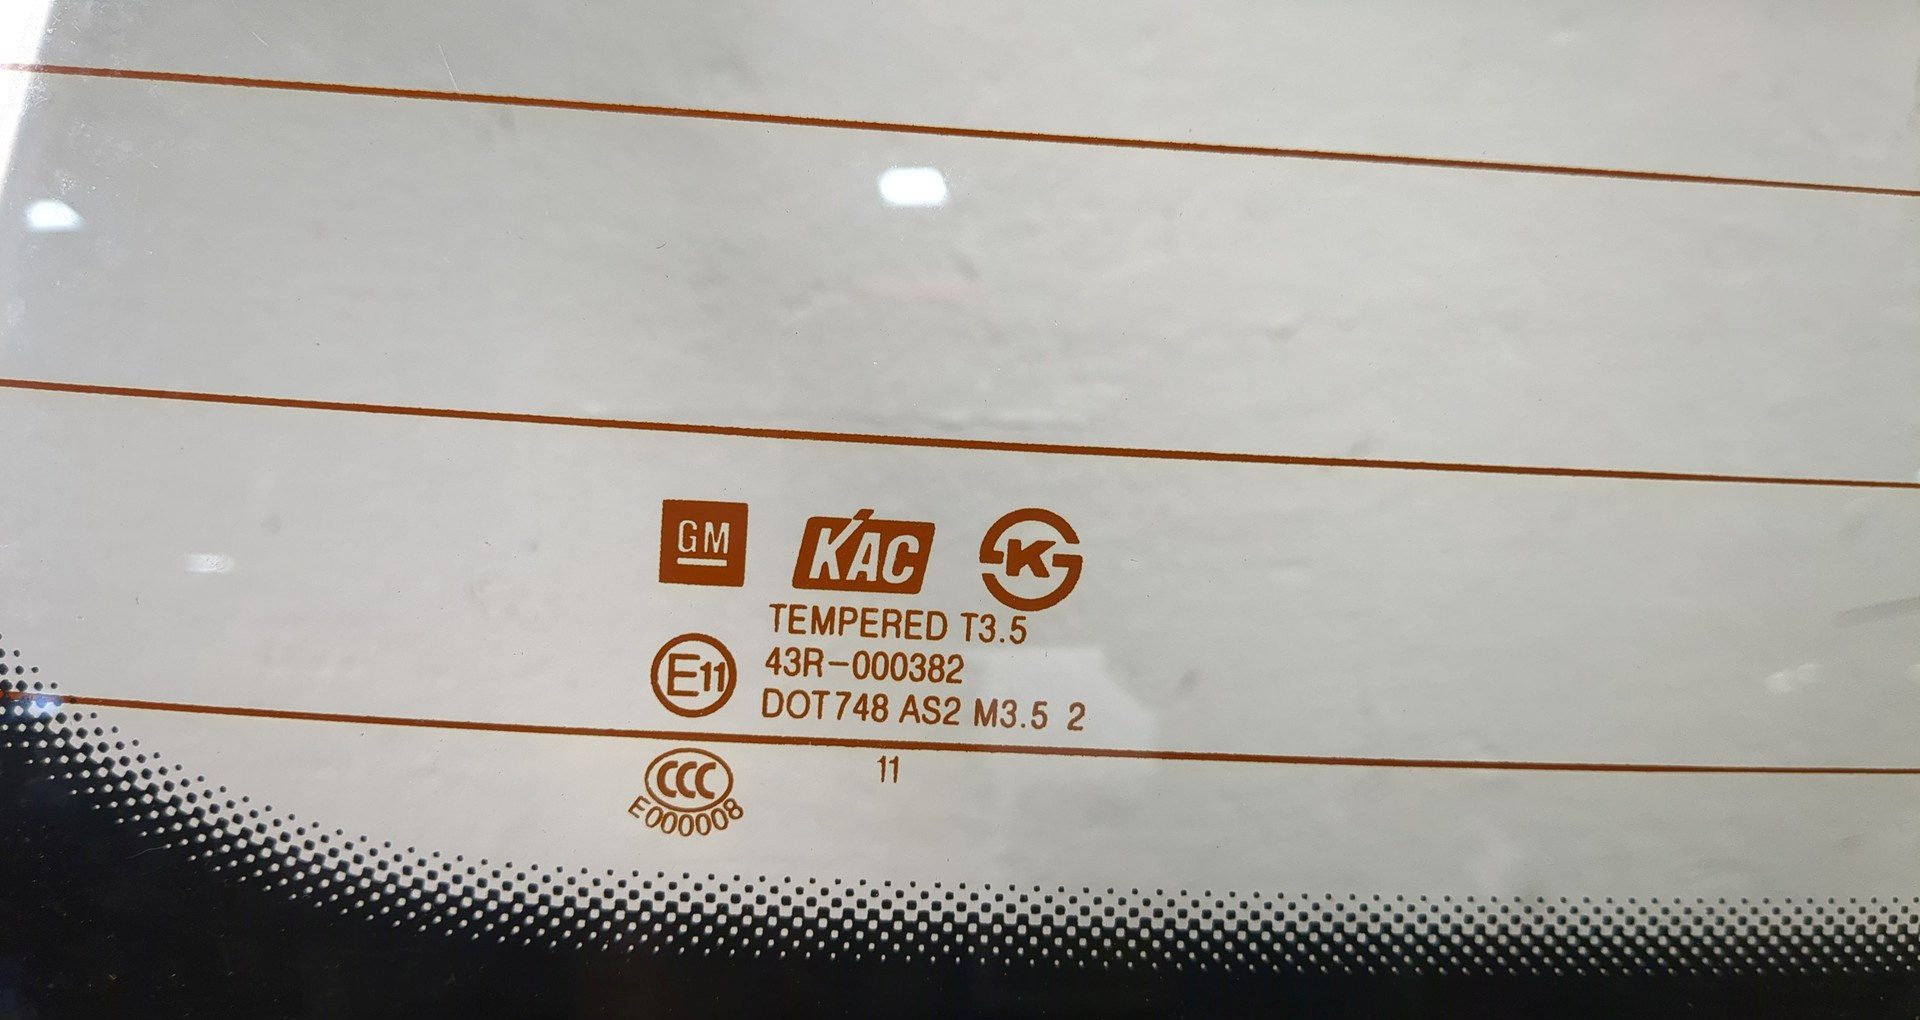 GM KAC K
TEMPERED T3.5
E11 43R-000382
DOT748 AS2 M3.5 2
CCC 11
E000008